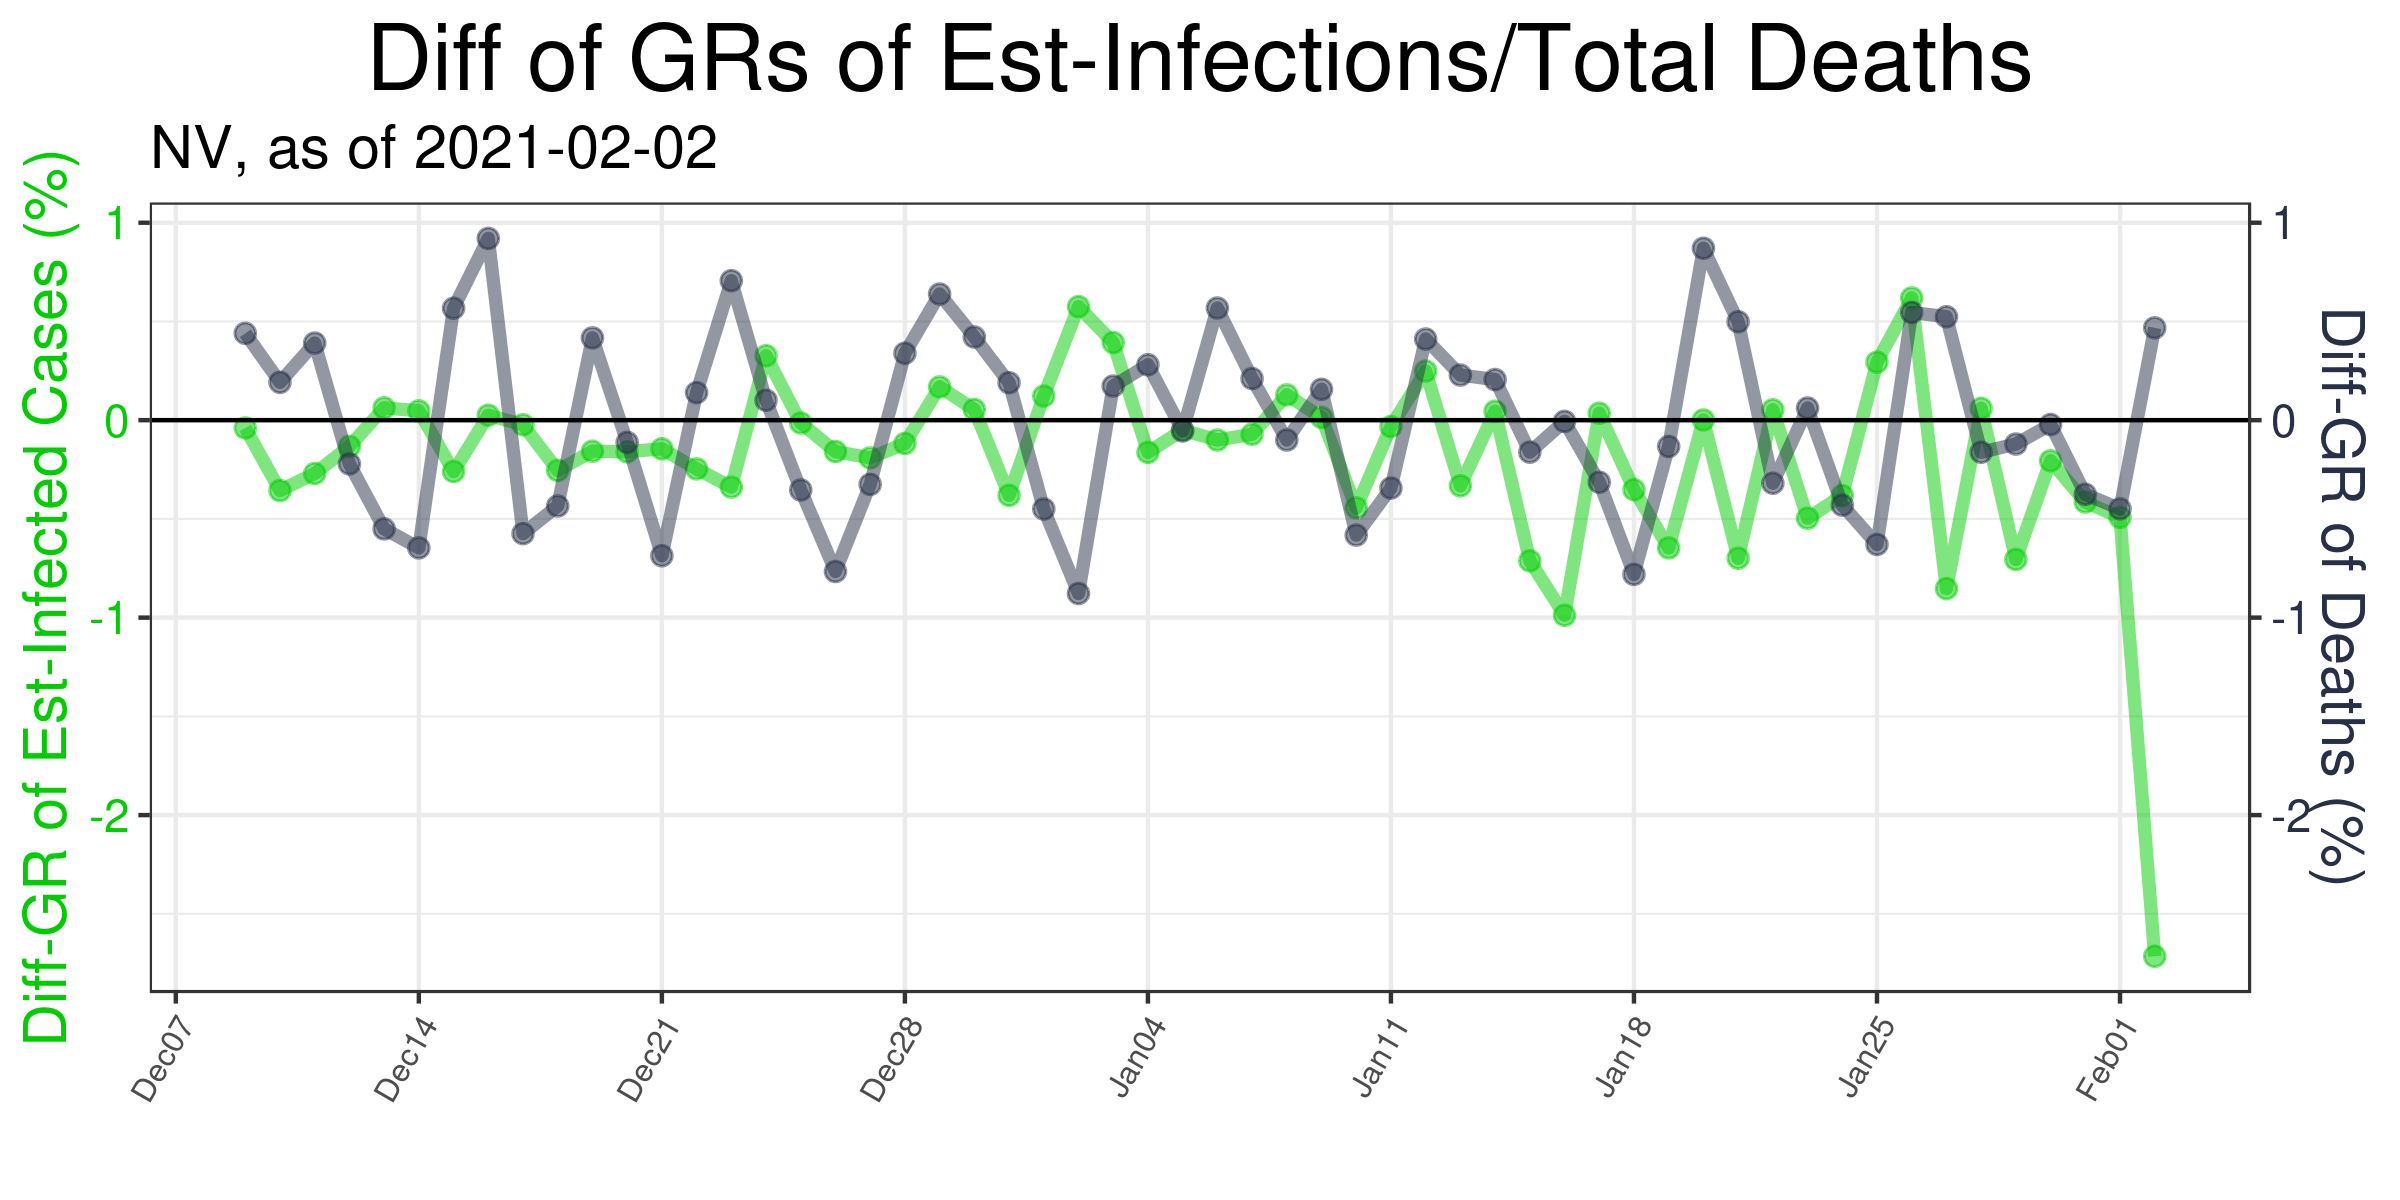 Diff of GRs of Est-Infections/Total Deaths
NV, as of 2021-02-02
Diff-GR of Est-Infected Cases (%)
1
0
-1
-2
1
0
-1
-2
Diff-GR of Deaths (%)
Dec07
Dec14
Dec21
Dec28
Jan04
Jan11
Jan18
Jan25
Feb01